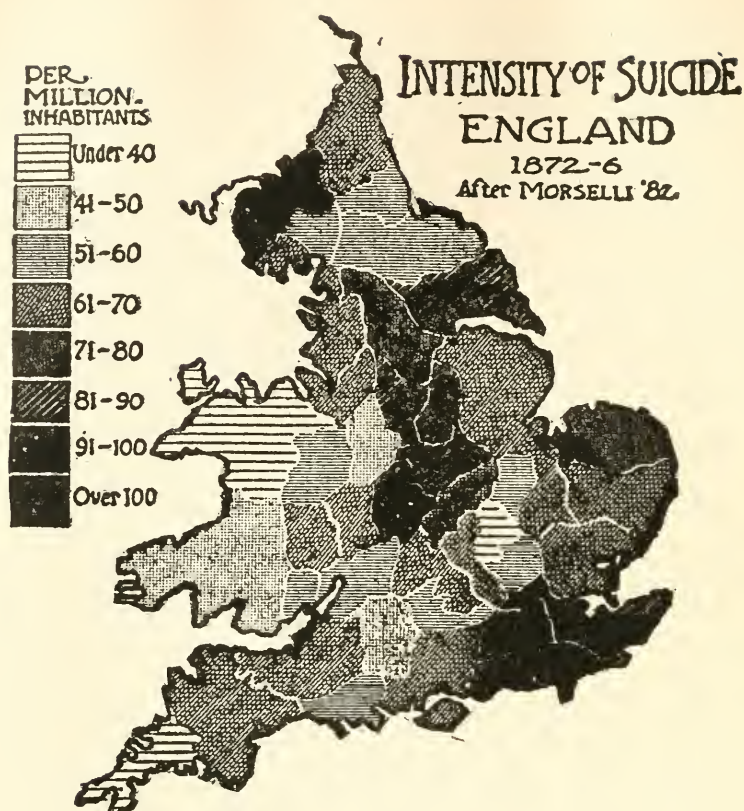 INTENSITY OF SUICIDE
ENGLAND
1872-6
After MORSELLI '82
PER
MILLION
INHABITANTS
Under 40
41-50
51-60
61-70
71-80
81-90
91-100
Over 100